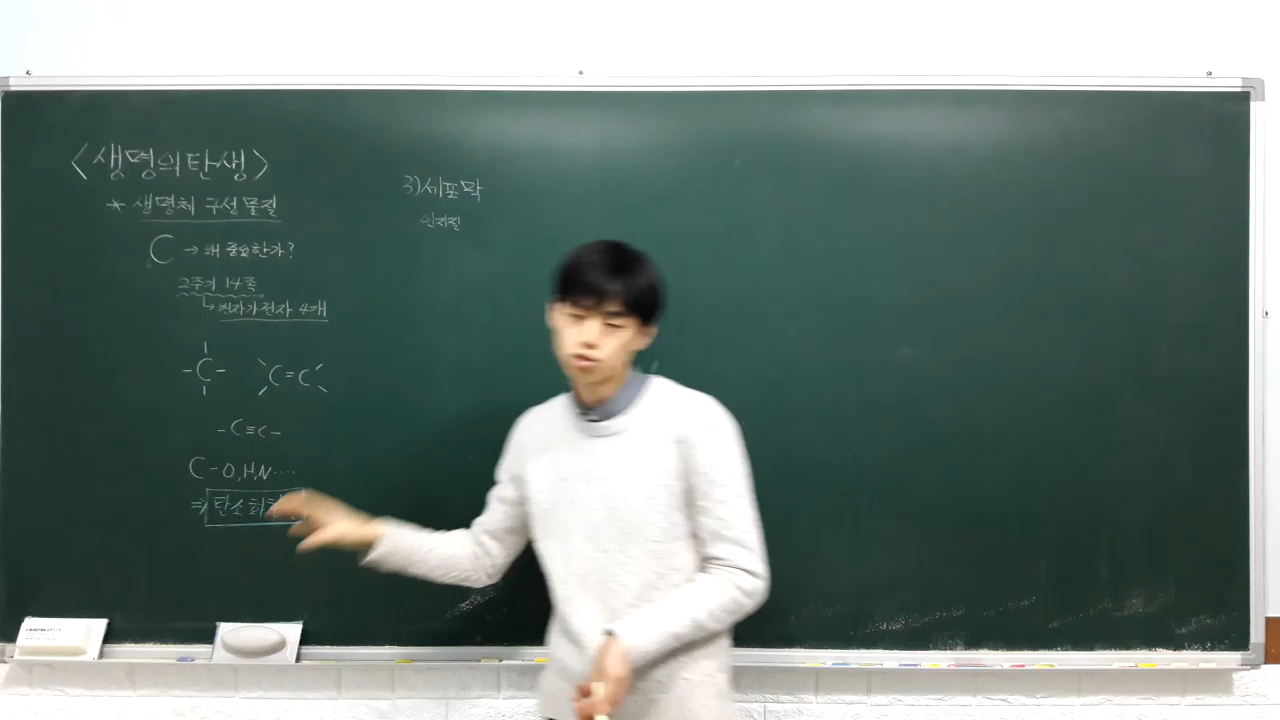 <생명의 탄생>
* 생명체 구성 물질
C → 왜 중요한가?
2주기 14족
↳ 원자가 전자 4개
-C- C=C
-C≡C-
C-O,H,N····
⇒ 탄소화
3) 세포막
인지질